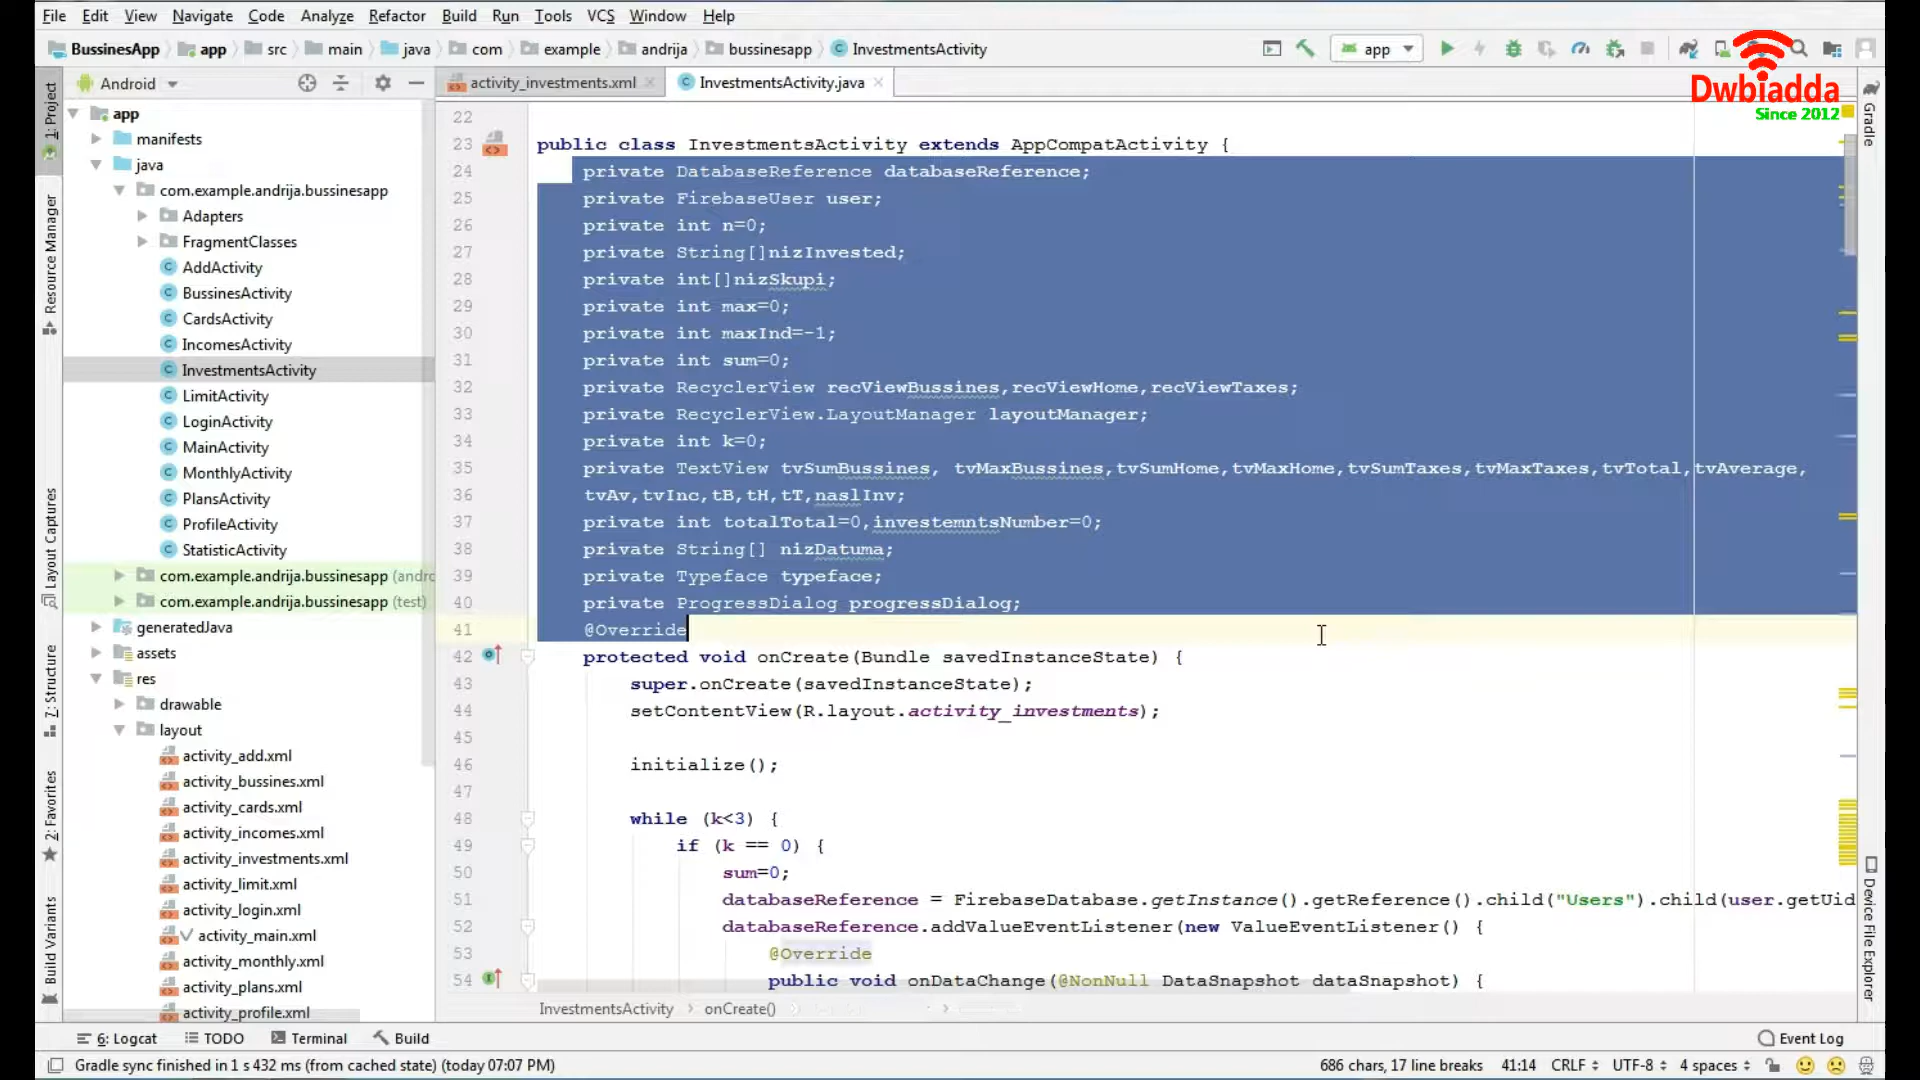 File Edit View Navigate Code Analyze Refactor Build Run Tools VCS Window Help
BussinesApp app src main java com example andrija bussinesapp InvestmentsActivity app
Dwbiadda
Since 2012
1: Project
Resource Manager
Layout Captures
7: Structure
2: Favorites
Build Variants
Android
app
manifests
java
com.example.andrija.bussinesapp
Adapters
FragmentClasses
AddActivity
BussinesActivity
CardsActivity
IncomesActivity
InvestmentsActivity
LimitActivity
LoginActivity
MainActivity
MonthlyActivity
PlansActivity
ProfileActivity
StatisticActivity
com.example.andrija.bussinesapp (andro
com.example.andrija.bussinesapp (test)
generatedJava
assets
res
drawable
layout
activity_add.xml
activity_bussines.xml
activity_cards.xml
activity_incomes.xml
activity_investments.xml
activity_limit.xml
activity_login.xml
activity_main.xml
activity_monthly.xml
activity_plans.xml
activity_profile.xml
activity_investments.xml InvestmentsActivity.java
22
23 public class InvestmentsActivity extends AppCompatActivity {
24 private DatabaseReference databaseReference;
25 private FirebaseUser user;
26 private int n=0;
27 private String[]nizInvested;
28 private int[]nizSkupi;
29 private int max=0;
30 private int maxInd=-1;
31 private int sum=0;
32 private RecyclerView recViewBussines,recViewHome,recViewTaxes;
33 private RecyclerView.LayoutManager layoutManager;
34 private int k=0;
35 private TextView tvSumBussines, tvMaxBussines,tvSumHome,tvMaxHome,tvSumTaxes,tvMaxTaxes,tvTotal,tvAverage,
36 tvAv,tvInc,tB,tH,tT,naslInv;
37 private int totalTotal=0,investemntsNumber=0;
38 private String[] nizDatuma;
39 private Typeface typeface;
40 private ProgressDialog progressDialog;
41 @Override
42 protected void onCreate(Bundle savedInstanceState) {
43 super.onCreate(savedInstanceState);
44 setContentView(R.layout.activity_investments);
45
46 initialize();
47
48 while (k<3) {
49 if (k == 0) {
50 sum=0;
51 databaseReference = FirebaseDatabase.getInstance().getReference().child("Users").child(user.getUid
52 databaseReference.addValueEventListener(new ValueEventListener() {
53 @Override
54 public void onDataChange(@NonNull DataSnapshot dataSnapshot) {
InvestmentsActivity onCreate()
Gradle
Device File Explorer
6: Logcat TODO Terminal Build Event Log
Gradle sync finished in 1 s 432 ms (from cached state) (today 07:07 PM) 686 chars, 17 line breaks 41:14 CRLF UTF-8 4 spaces